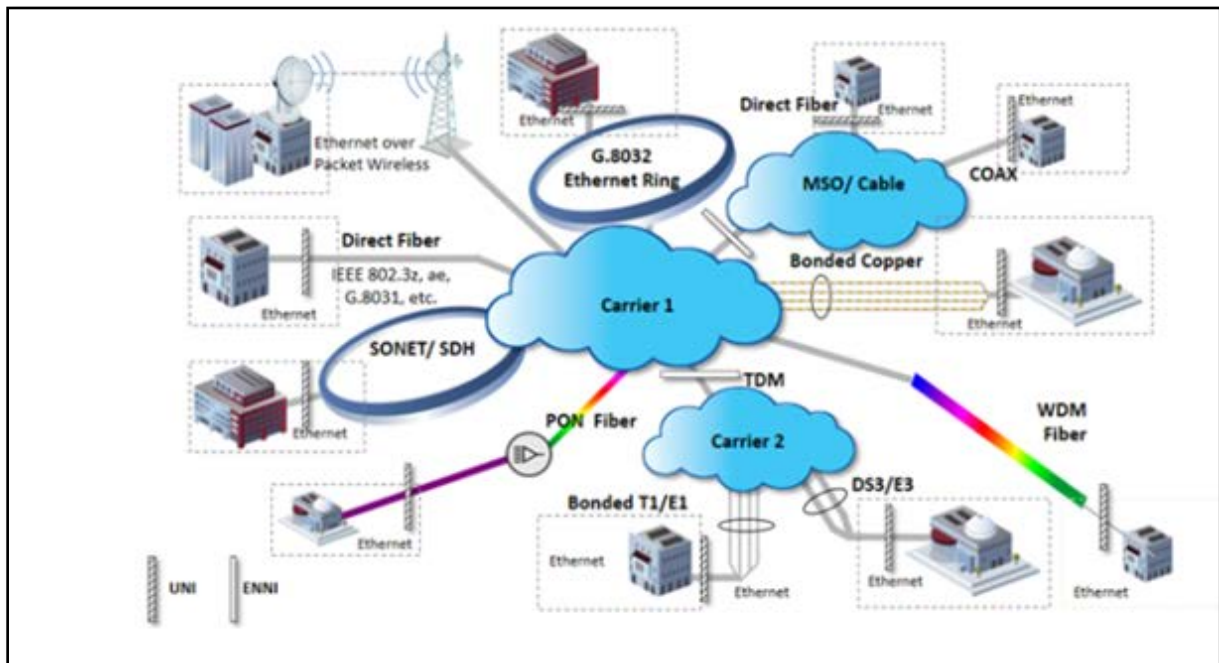 Ethernet
Direct Fiber
Ethernet
Ethernet
Ethernet over
Packet Wireless
G.8032
Ethernet Ring
MSO/ Cable
COAX
Direct Fiber
IEEE 802.3z, ae,
G.8031, etc.
Ethernet
Bonded Copper
Carrier 1
Ethernet
SONET/ SDH
TDM
Ethernet
PON Fiber
WDM
Fiber
Carrier 2
DS3/E3
Bonded T1/E1
Ethernet
Ethernet
Ethernet
Ethernet
Ethernet
UNI
ENNI